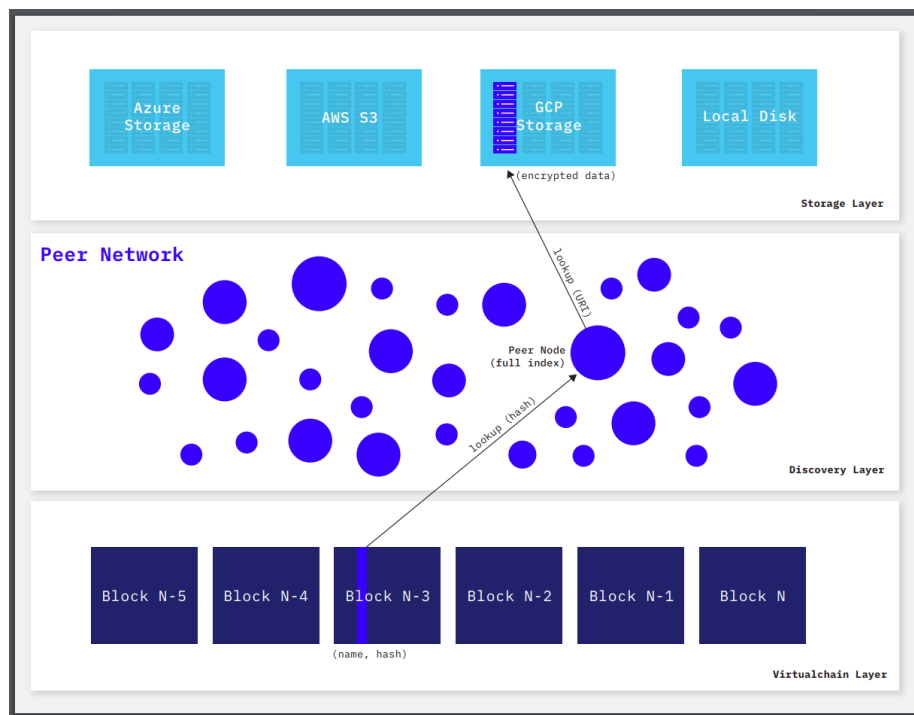 Azure
Storage
AWS S3
GCP
Storage
Local Disk
(encrypted data)
Storage Layer
Peer Network
lookup (URI)
Peer Node
(full index)
lookup (hash)
Discovery Layer
Block N-5
Block N-4
Block N-3
Block N-2
Block N-1
Block N
(name, hash)
Virtualchain Layer